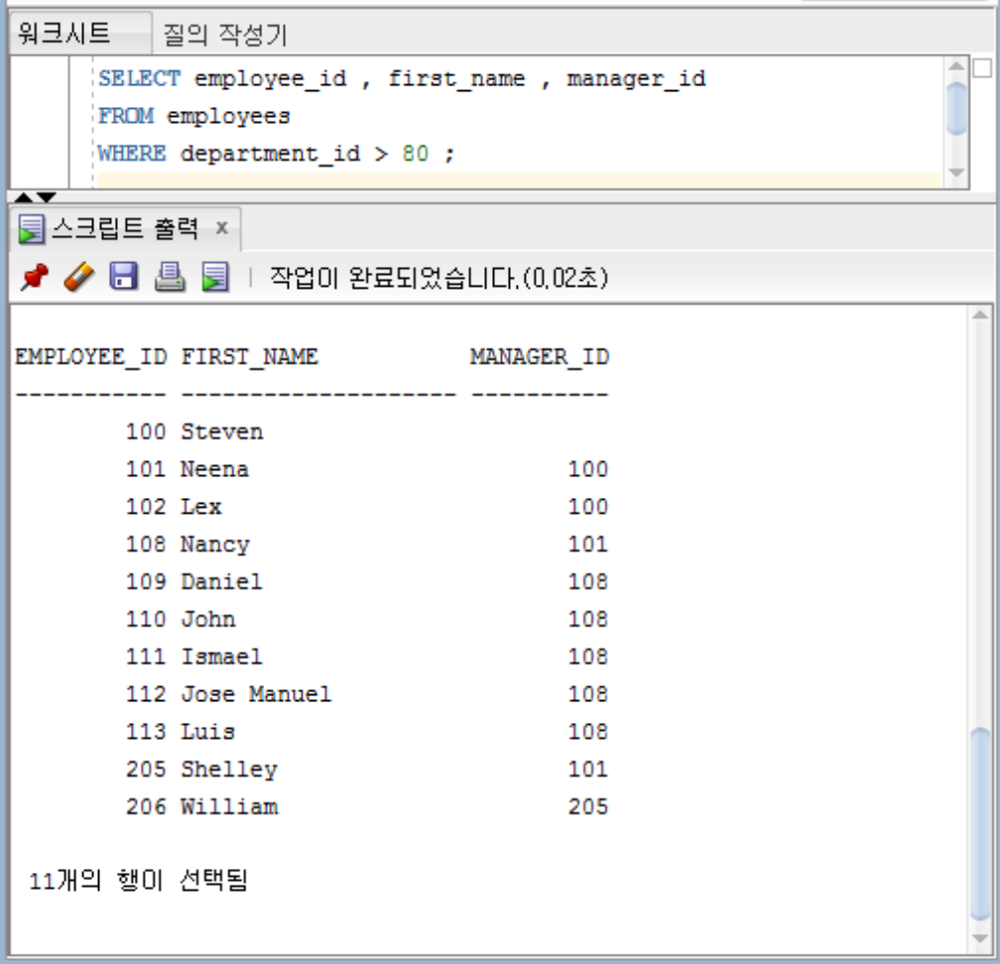 워크시트 질의 작성기
SELECT employee_id , first_name , manager_id
FROM employees
WHERE department_id > 80 ;
스크립트 출력 x
작업이 완료되었습니다.(0.02초)
EMPLOYEE_ID FIRST_NAME           MANAGER_ID
----------- -------------------- ----------
        100 Steven
        101 Neena                       100
        102 Lex                         100
        108 Nancy                       101
        109 Daniel                      108
        110 John                        108
        111 Ismael                      108
        112 Jose Manuel                 108
        113 Luis                        108
        205 Shelley                     101
        206 William                     205
11개의 행이 선택됨